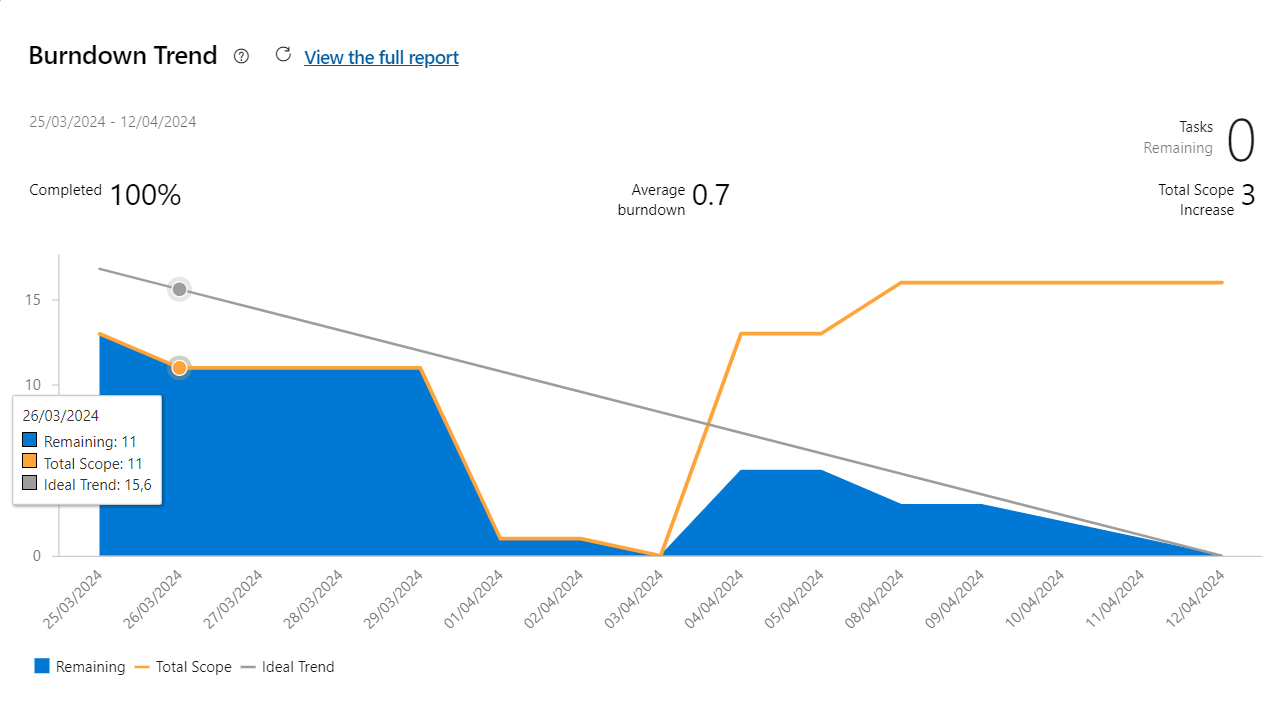 Burndown Trend ? View the full report
25/03/2024 - 12/04/2024
Tasks
Remaining 0
Completed 100%
Average
burndown 0.7
Total Scope
Increase 3
15
10
0
26/03/2024
Remaining: 11
Total Scope: 11
Ideal Trend: 15,6
25/03/2024
26/03/2024
27/03/2024
28/03/2024
29/03/2024
01/04/2024
02/04/2024
03/04/2024
04/04/2024
05/04/2024
08/04/2024
09/04/2024
10/04/2024
11/04/2024
12/04/2024
Remaining Total Scope Ideal Trend